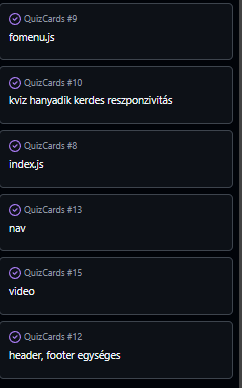 QuizCards #9
fomenu.js
QuizCards #10
kviz hanyadik kerdes reszponzivitás
QuizCards #8
index.js
QuizCards #13
nav
QuizCards #15
video
QuizCards #12
header, footer egységes